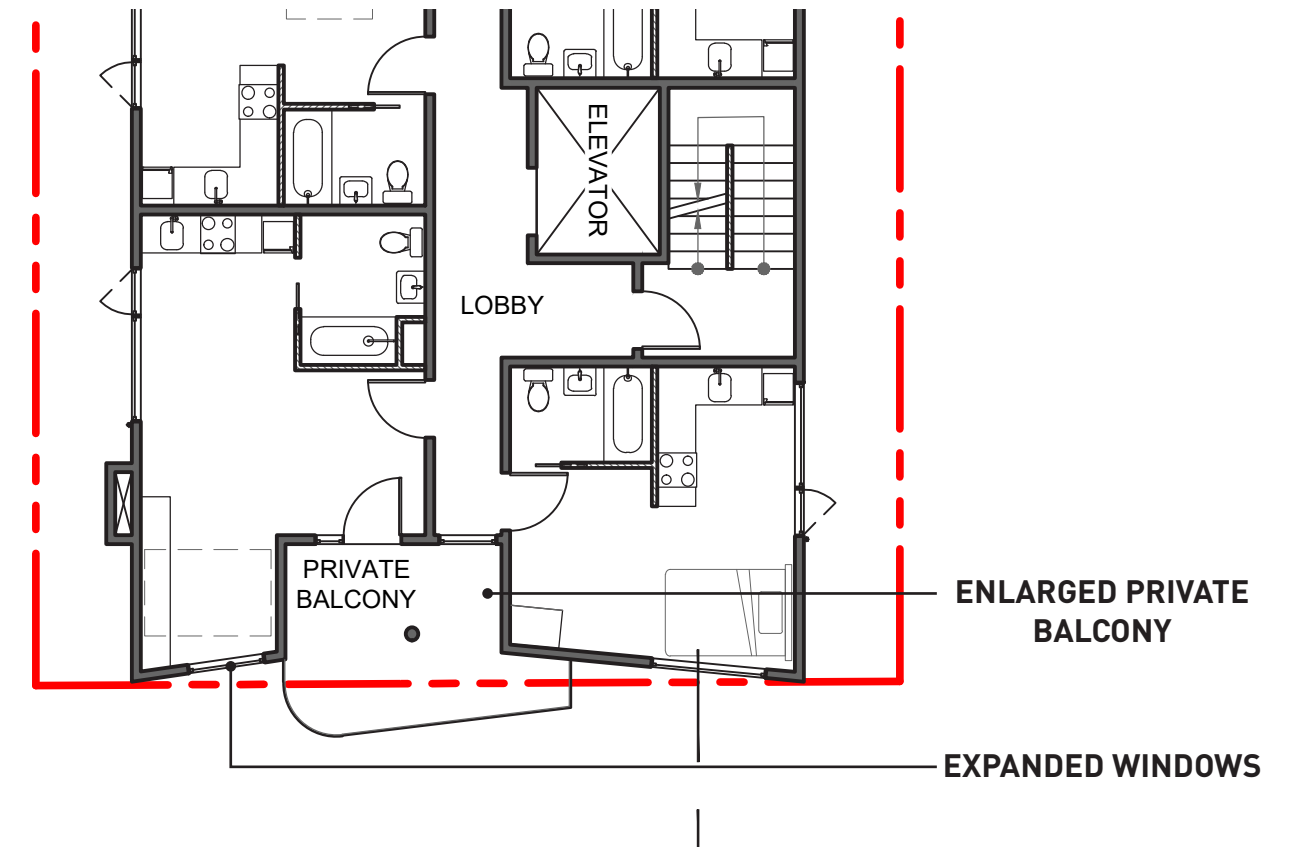 ELEVATOR
LOBBY
PRIVATE
BALCONY
ENLARGED PRIVATE
BALCONY
EXPANDED WINDOWS